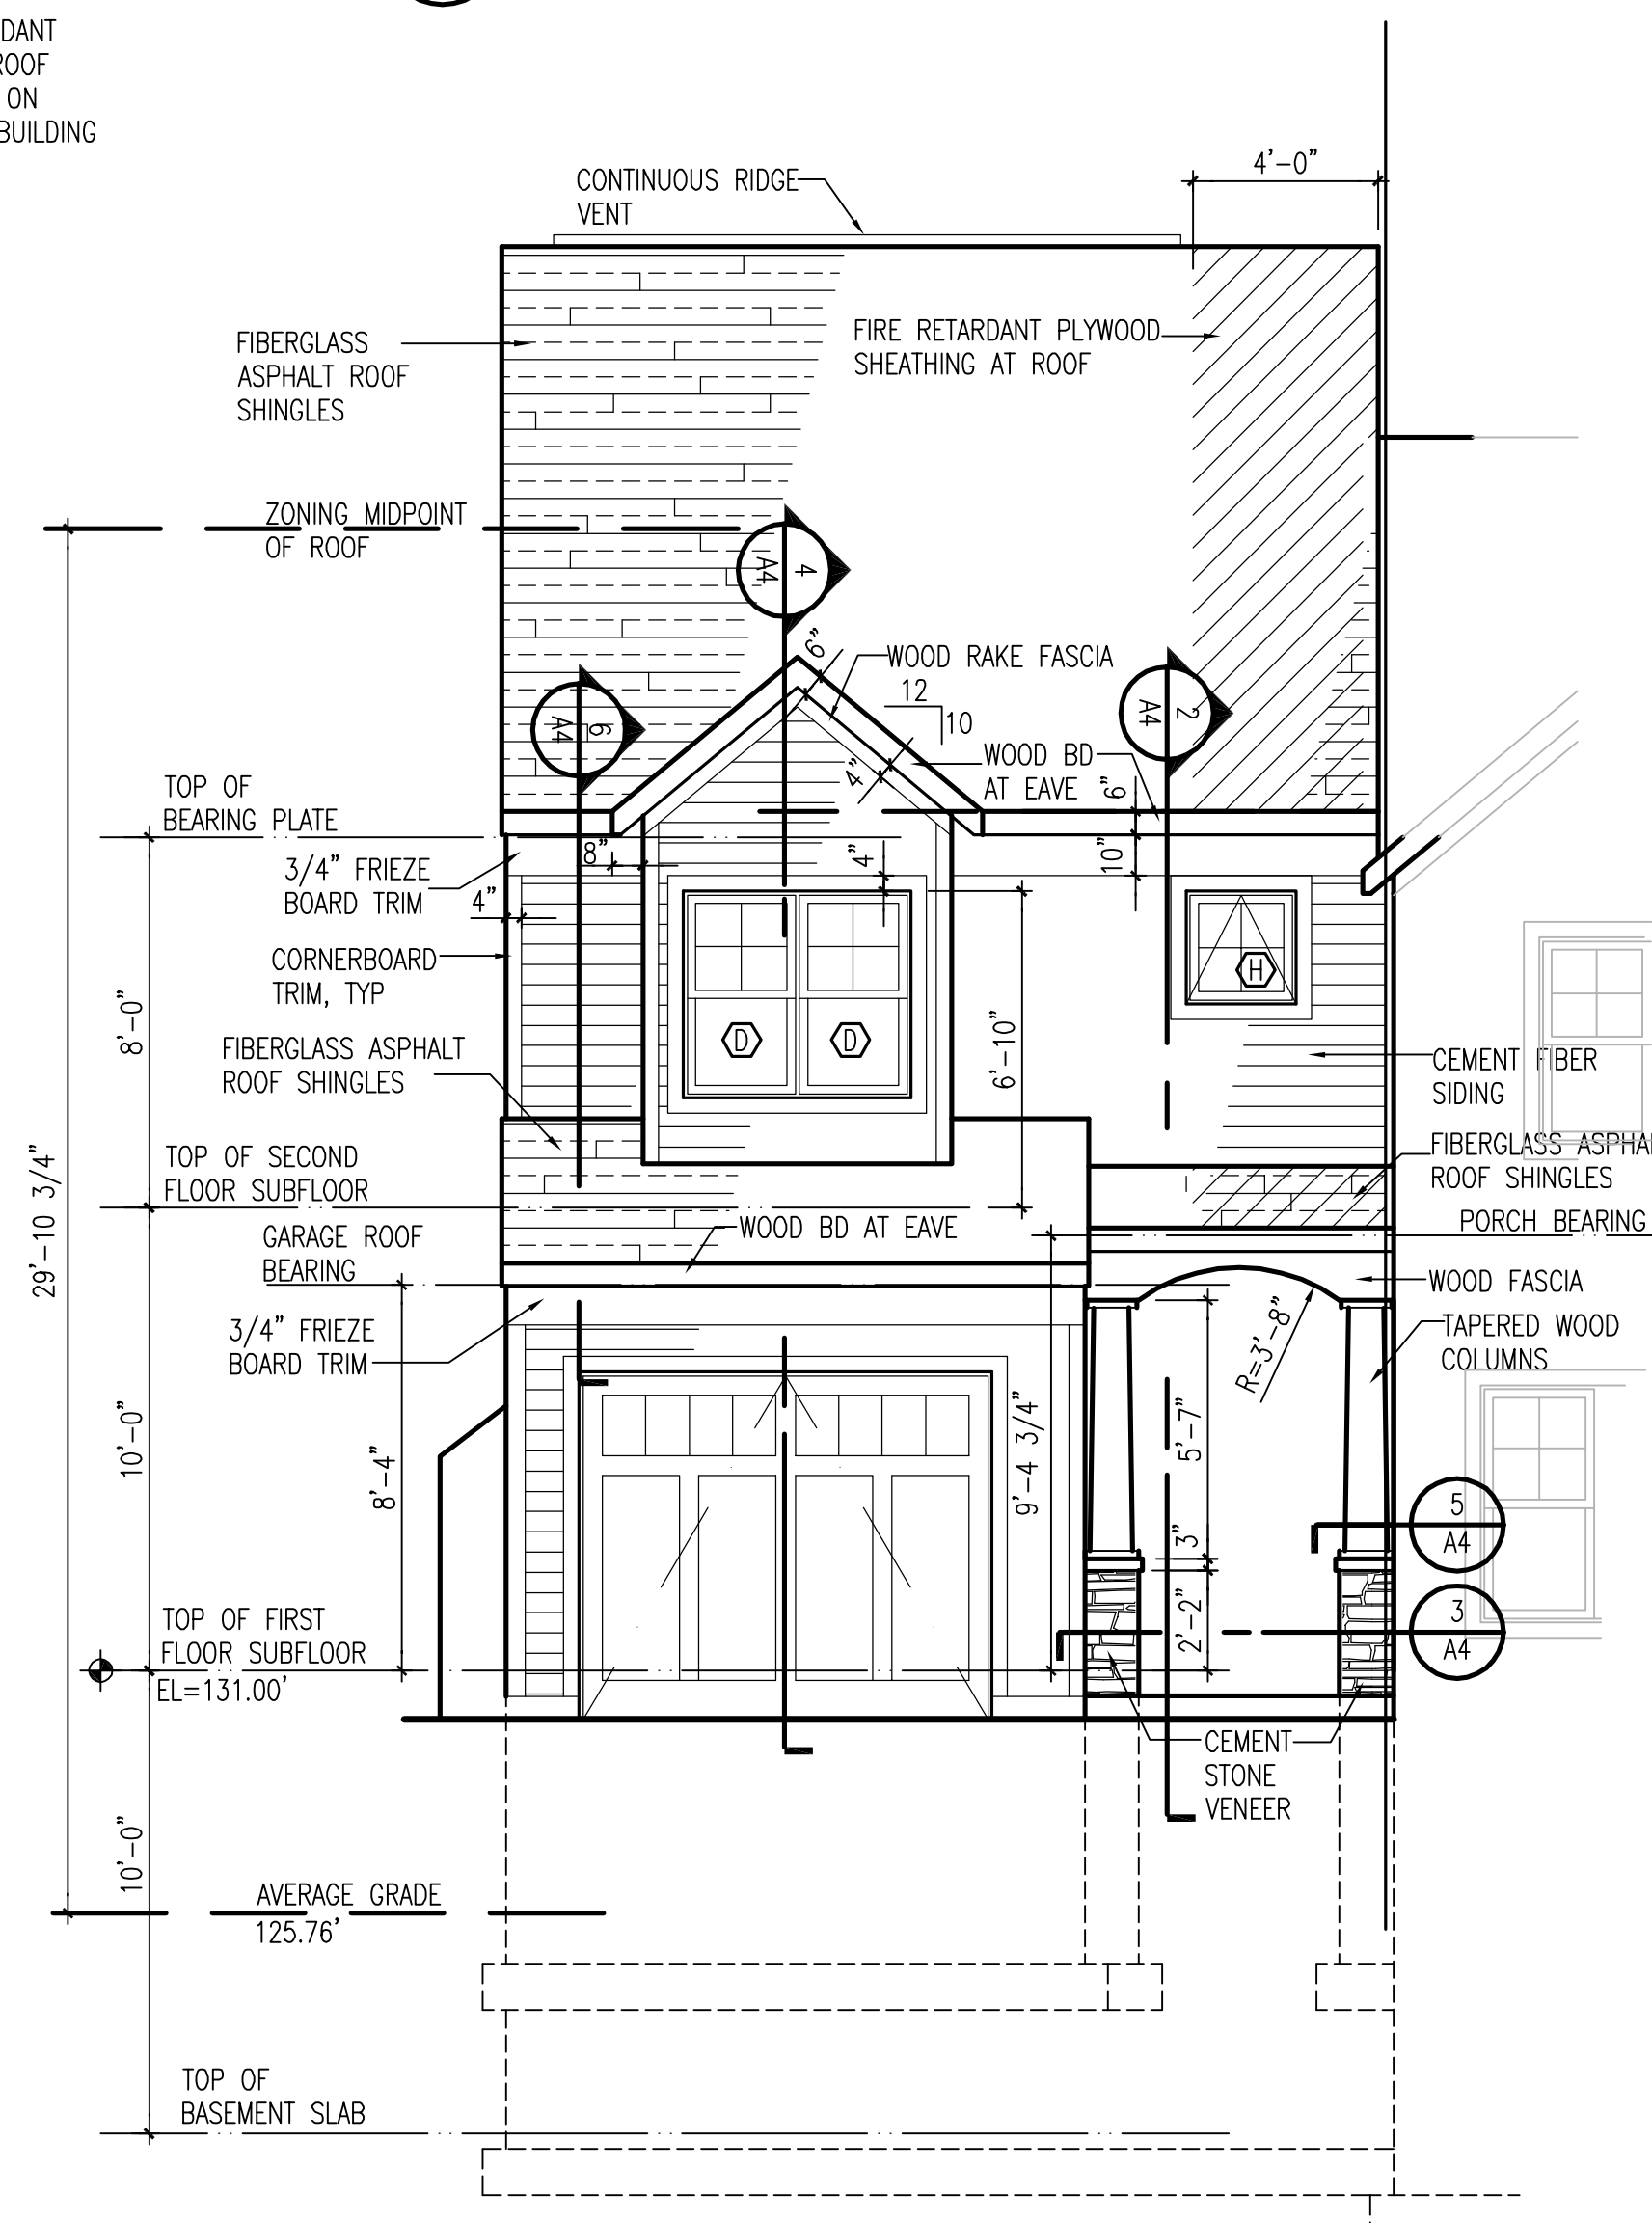 DANT
ROOF
ON
BUILDING
4'-0"
CONTINUOUS RIDGE
VENT
FIBERGLASS
ASPHALT ROOF
SHINGLES
FIRE RETARDANT PLYWOOD
SHEATHING AT ROOF
ZONING MIDPOINT
OF ROOF
4
A4
6"
WOOD RAKE FASCIA
12
10
6
A4
2
A4
4"
WOOD BD
AT EAVE
6"
TOP OF
BEARING PLATE
3/4" FRIEZE
BOARD TRIM
8"
4"
10"
4"
CORNERBOARD
TRIM, TYP
H
8'-0"
FIBERGLASS ASPHALT
ROOF SHINGLES
D
D
6'-10"
CEMENT FIBER
SIDING
29'-10 3/4"
TOP OF SECOND
FLOOR SUBFLOOR
FIBERGLASS ASPHA
ROOF SHINGLES
GARAGE ROOF
BEARING
WOOD BD AT EAVE
PORCH BEARING
WOOD FASCIA
3/4" FRIEZE
BOARD TRIM
R=3'-8"
TAPERED WOOD
COLUMNS
10'-0"
8'-4"
9'-4 3/4"
5'-7"
3"
2'-2"
5
A4
3
A4
TOP OF FIRST
FLOOR SUBFLOOR
EL=131.00'
CEMENT
STONE
VENEER
10'-0"
AVERAGE GRADE
125.76'
TOP OF
BASEMENT SLAB